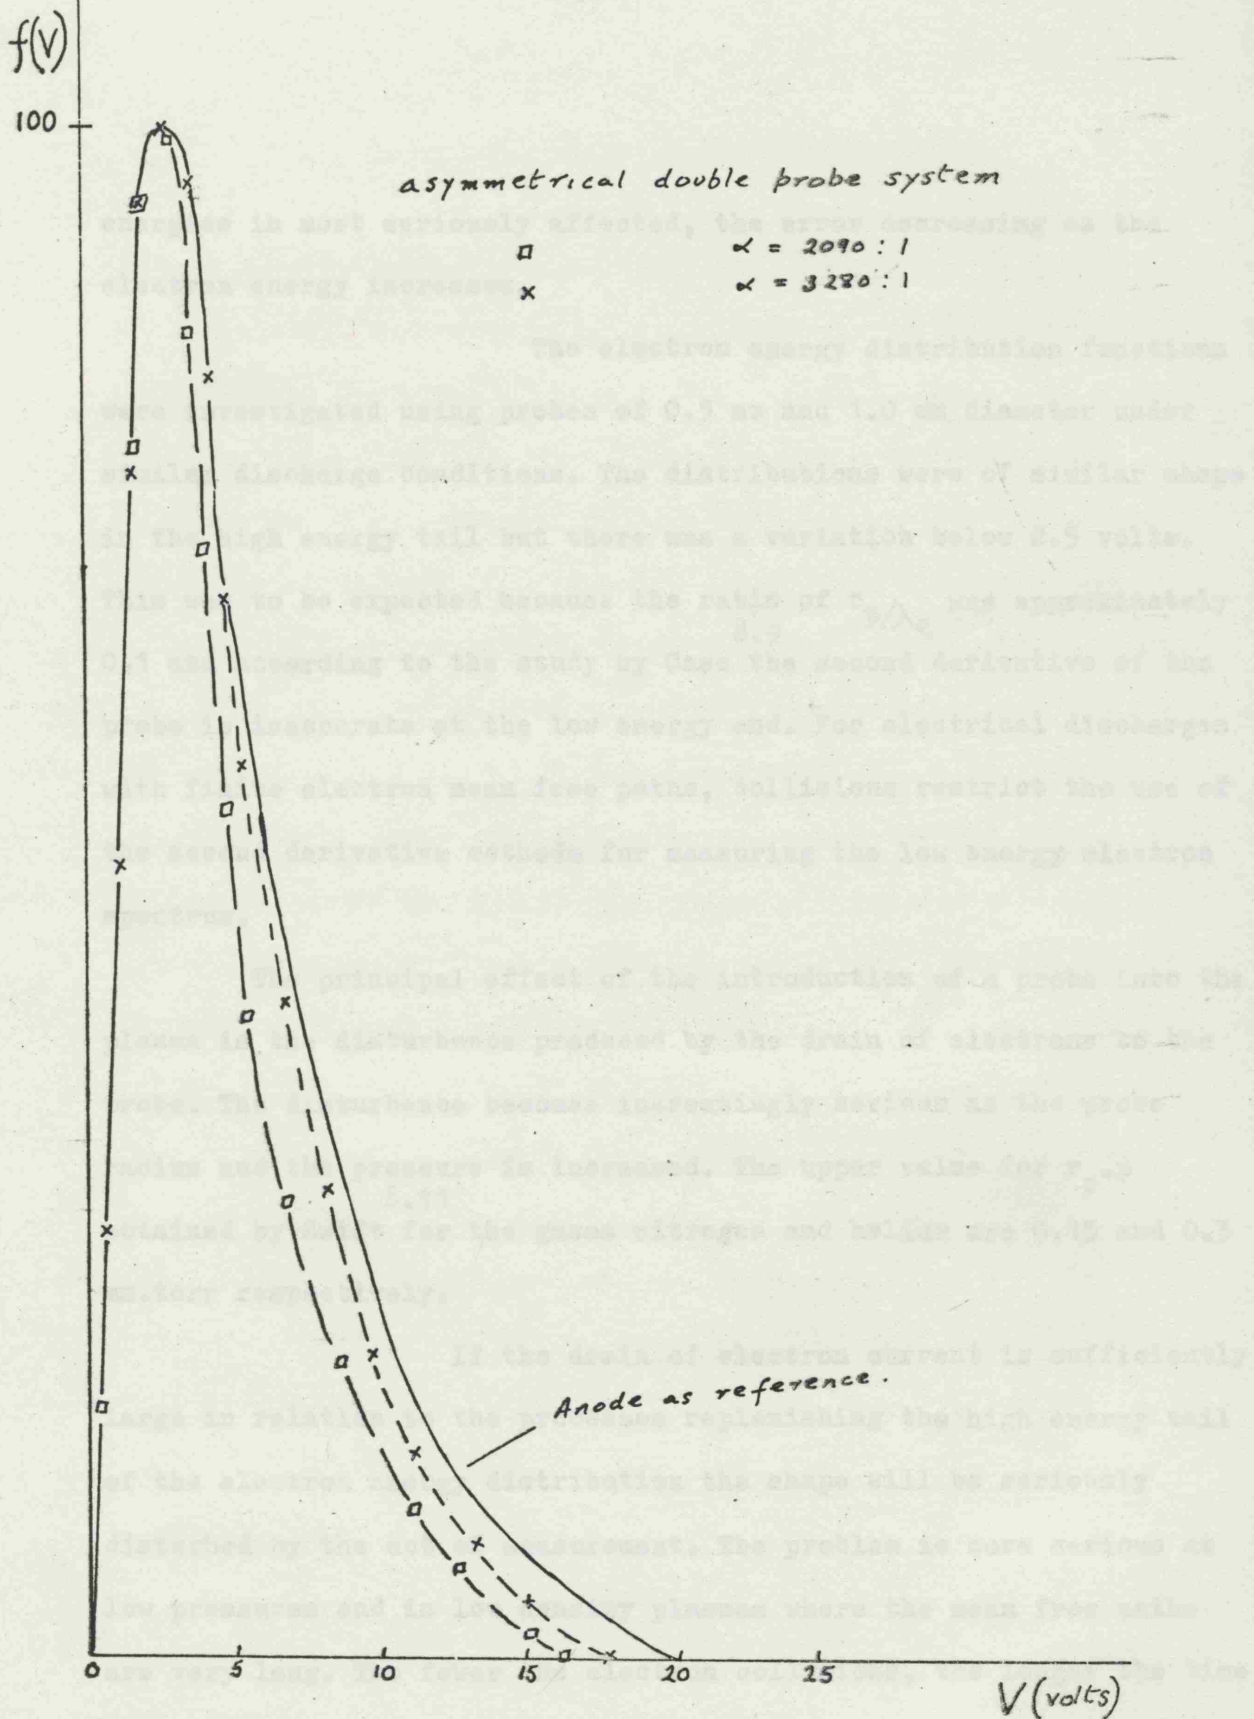 f(V)
100
asymmetrical double probe system
α = 2090 : 1
α = 3280 : 1
energies is most seriously affected, the error decreasing as the
electron energy increases.
The electron energy distribution functions
were investigated using probes of 0.5 mm and 1.0 mm diameter under
similar discharge conditions. The distributions were of similar shape
in the high energy tail but there was a variation below 2.5 volts.
This was to be expected because the ratio of was approximately
0.1 and according to the study by the second derivative of the
probe is inaccurate at the low energy end. For electrical discharges
with finite electron mean free paths, collisions restrict the use of
the second derivative methods for measuring the low energy electron
spectrum.
The principal effect of the introduction of a probe into the
plasma is the disturbance produced by the drain of electrons to the
probe. The disturbance becomes increasingly serious as the probe
radius and the pressure is increased. The upper value for
obtained by Swift for the gases nitrogen and helium are 0.15 and 0.3
mm.torr respectively.
If the drain of electron current is sufficiently
Anode as reference.
large in relation to the processes replenishing the high energy tail
of the electron energy distribution the shape will be seriously
disturbed by the act of measurement. The problem is more serious at
low pressures and in low density plasmas where the mean free paths
are very long. The fewer the electron collisions, the longer the time
0 5 10 15 20 25
V (volts)